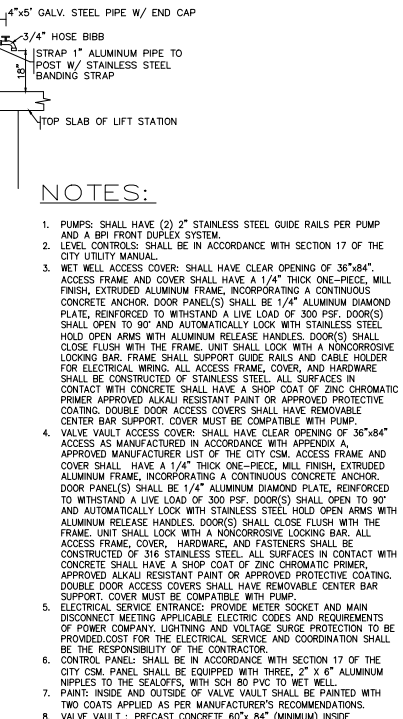 4"x5' GALV. STEEL PIPE W/ END CAP
3/4" HOSE BIBB
STRAP 1" ALUMINUM PIPE TO
POST W/ STAINLESS STEEL
BANDING STRAP
18"
TOP SLAB OF LIFT STATION
NOTES:
1. PUMPS: SHALL HAVE (2) 2" STAINLESS STEEL GUIDE RAILS PER PUMP
AND A BPI FRONT DUPLEX SYSTEM.
2. LEVEL CONTROLS: SHALL BE IN ACCORDANCE WITH SECTION 17 OF THE
CITY UTILITY MANUAL.
3. WET WELL ACCESS COVER: SHALL HAVE CLEAR OPENING OF 36"x84".
ACCESS FRAME AND COVER SHALL HAVE A 1/4" THICK ONE-PIECE, MILL
FINISH, EXTRUDED ALUMINUM FRAME, INCORPORATING A CONTINUOUS
CONCRETE ANCHOR. DOOR PANEL(S) SHALL BE 1/4" ALUMINUM DIAMOND
PLATE, REINFORCED TO WITHSTAND A LIVE LOAD OF 300 PSF. DOOR(S)
SHALL OPEN TO 90° AND AUTOMATICALLY LOCK WITH STAINLESS STEEL
HOLD OPEN ARMS WITH ALUMINUM RELEASE HANDLES. DOOR(S) SHALL
CLOSE FLUSH WITH THE FRAME. UNIT SHALL LOCK WITH A NONCORROSIVE
LOCKING BAR. FRAME SHALL SUPPORT GUIDE RAILS AND CABLE HOLDER
FOR ELECTRICAL WIRING. ALL ACCESS FRAME, COVER, AND HARDWARE
SHALL BE CONSTRUCTED OF STAINLESS STEEL. ALL SURFACES IN
CONTACT WITH CONCRETE SHALL HAVE A SHOP COAT OF ZINC CHROMATIC
PRIMER APPROVED ALKALI RESISTANT PAINT OR APPROVED PROTECTIVE
COATING. DOUBLE DOOR ACCESS COVERS SHALL HAVE REMOVABLE
CENTER BAR SUPPORT. COVER MUST BE COMPATIBLE WITH PUMP.
4. VALVE VAULT ACCESS COVER: SHALL HAVE CLEAR OPENING OF 36"x84"
ACCESS AS MANUFACTURED IN ACCORDANCE WITH APPENDIX A,
APPROVED MANUFACTURER LIST OF THE CITY CSM. ACCESS FRAME AND
COVER SHALL HAVE A 1/4" THICK ONE-PIECE, MILL FINISH, EXTRUDED
ALUMINUM FRAME, INCORPORATING A CONTINUOUS CONCRETE ANCHOR.
DOOR PANEL(S) SHALL BE 1/4" ALUMINUM DIAMOND PLATE, REINFORCED
TO WITHSTAND A LIVE LOAD OF 300 PSF. DOOR(S) SHALL OPEN TO 90°
AND AUTOMATICALLY LOCK WITH STAINLESS STEEL HOLD OPEN ARMS WITH
ALUMINUM RELEASE HANDLES. DOOR(S) SHALL CLOSE FLUSH WITH THE
FRAME. UNIT SHALL LOCK WITH A NONCORROSIVE LOCKING BAR. ALL
ACCESS FRAME, COVER, HARDWARE, AND FASTENERS SHALL BE
CONSTRUCTED OF 316 STAINLESS STEEL. ALL SURFACES IN CONTACT WITH
CONCRETE SHALL HAVE A SHOP COAT OF ZINC CHROMATIC PRIMER,
APPROVED ALKALI RESISTANT PAINT OR APPROVED PROTECTIVE COATING.
DOUBLE DOOR ACCESS COVERS SHALL HAVE REMOVABLE CENTER BAR
SUPPORT. COVER MUST BE COMPATIBLE WITH PUMP.
5. ELECTRICAL SERVICE ENTRANCE: PROVIDE METER SOCKET AND MAIN
DISCONNECT MEETING APPLICABLE ELECTRIC CODES AND REQUIREMENTS
OF POWER COMPANY. LIGHTNING AND VOLTAGE SURGE PROTECTION TO BE
PROVIDED.COST FOR THE ELECTRICAL SERVICE AND COORDINATION SHALL
BE THE RESPONSIBILITY OF THE CONTRACTOR.
6. CONTROL PANEL: SHALL BE IN ACCORDANCE WITH SECTION 17 OF THE
CITY CSM. PANEL SHALL BE EQUIPPED WITH THREE, 2" X 6" ALUMINUM
NIPPLES TO THE SEALOFFS, WITH SCH 80 PVC TO WET WELL.
7. PAINT: INSIDE AND OUTSIDE OF VALVE VAULT SHALL BE PAINTED WITH
TWO COATS APPLIED AS PER MANUFACTURER'S RECOMMENDATIONS.
8. VALVE VAULT : PRECAST CONCRETE 60"x 84" (MINIMUM) INSIDE